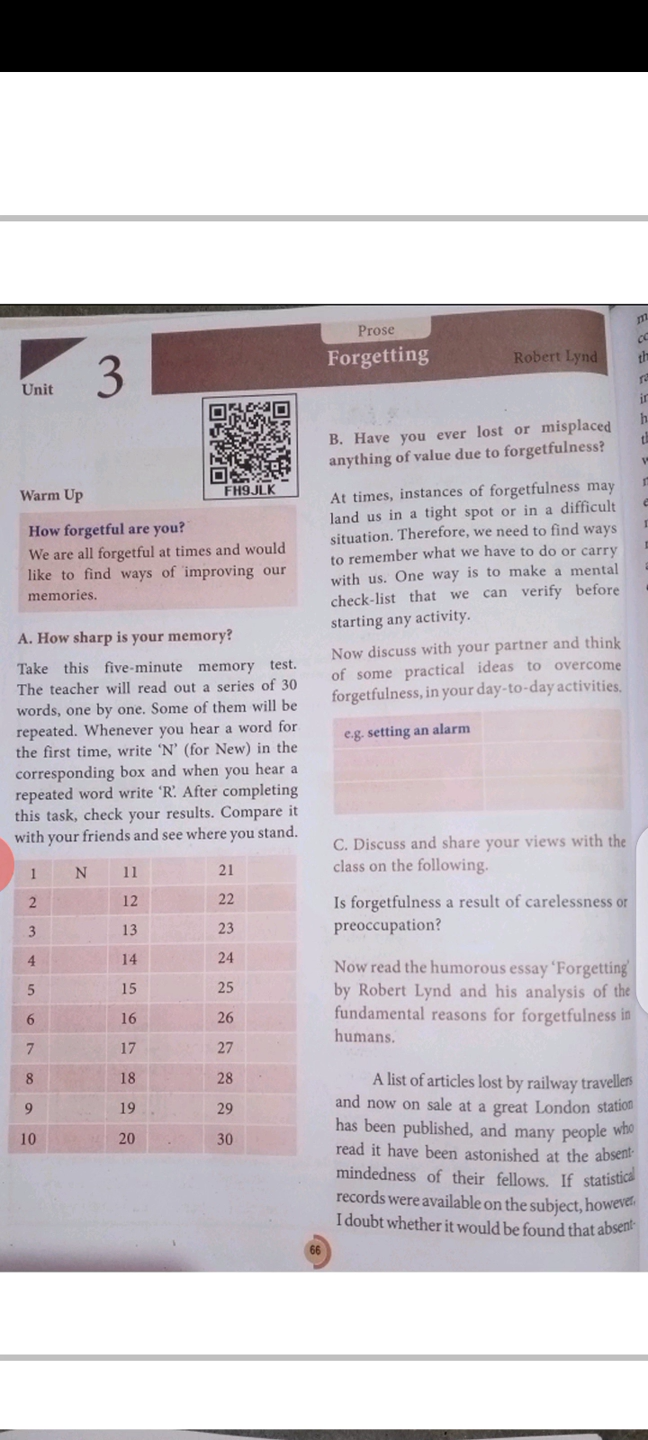 Prose
Forgetting
Robert Lynd
Unit 3
FH9JLK
Warm Up
How forgetful are you?
We are all forgetful at times and would
like to find ways of improving our
memories.
A. How sharp is your memory?
Take this five-minute memory test.
The teacher will read out a series of 30
words, one by one. Some of them will be
repeated. Whenever you hear a word for
the first time, write ‘N’ (for New) in the
corresponding box and when you hear a
repeated word write ‘R’. After completing
this task, check your results. Compare it
with your friends and see where you stand.
1 N 11 21
2 12 22
3 13 23
4 14 24
5 15 25
6 16 26
7 17 27
8 18 28
9 19 29
10 20 30
B. Have you ever lost or misplaced
anything of value due to forgetfulness?
At times, instances of forgetfulness may
land us in a tight spot or in a difficult
situation. Therefore, we need to find ways
to remember what we have to do or carry
with us. One way is to make a mental
check-list that we can verify before
starting any activity.
Now discuss with your partner and think
of some practical ideas to overcome
forgetfulness, in your day-to-day activities.
e.g. setting an alarm
C. Discuss and share your views with the
class on the following.
Is forgetfulness a result of carelessness or
preoccupation?
Now read the humorous essay ‘Forgetting’
by Robert Lynd and his analysis of the
fundamental reasons for forgetfulness in
humans.
A list of articles lost by railway travellers
and now on sale at a great London station
has been published, and many people who
read it have been astonished at the absent-
mindedness of their fellows. If statistical
records were available on the subject, however,
I doubt whether it would be found that absent-
66